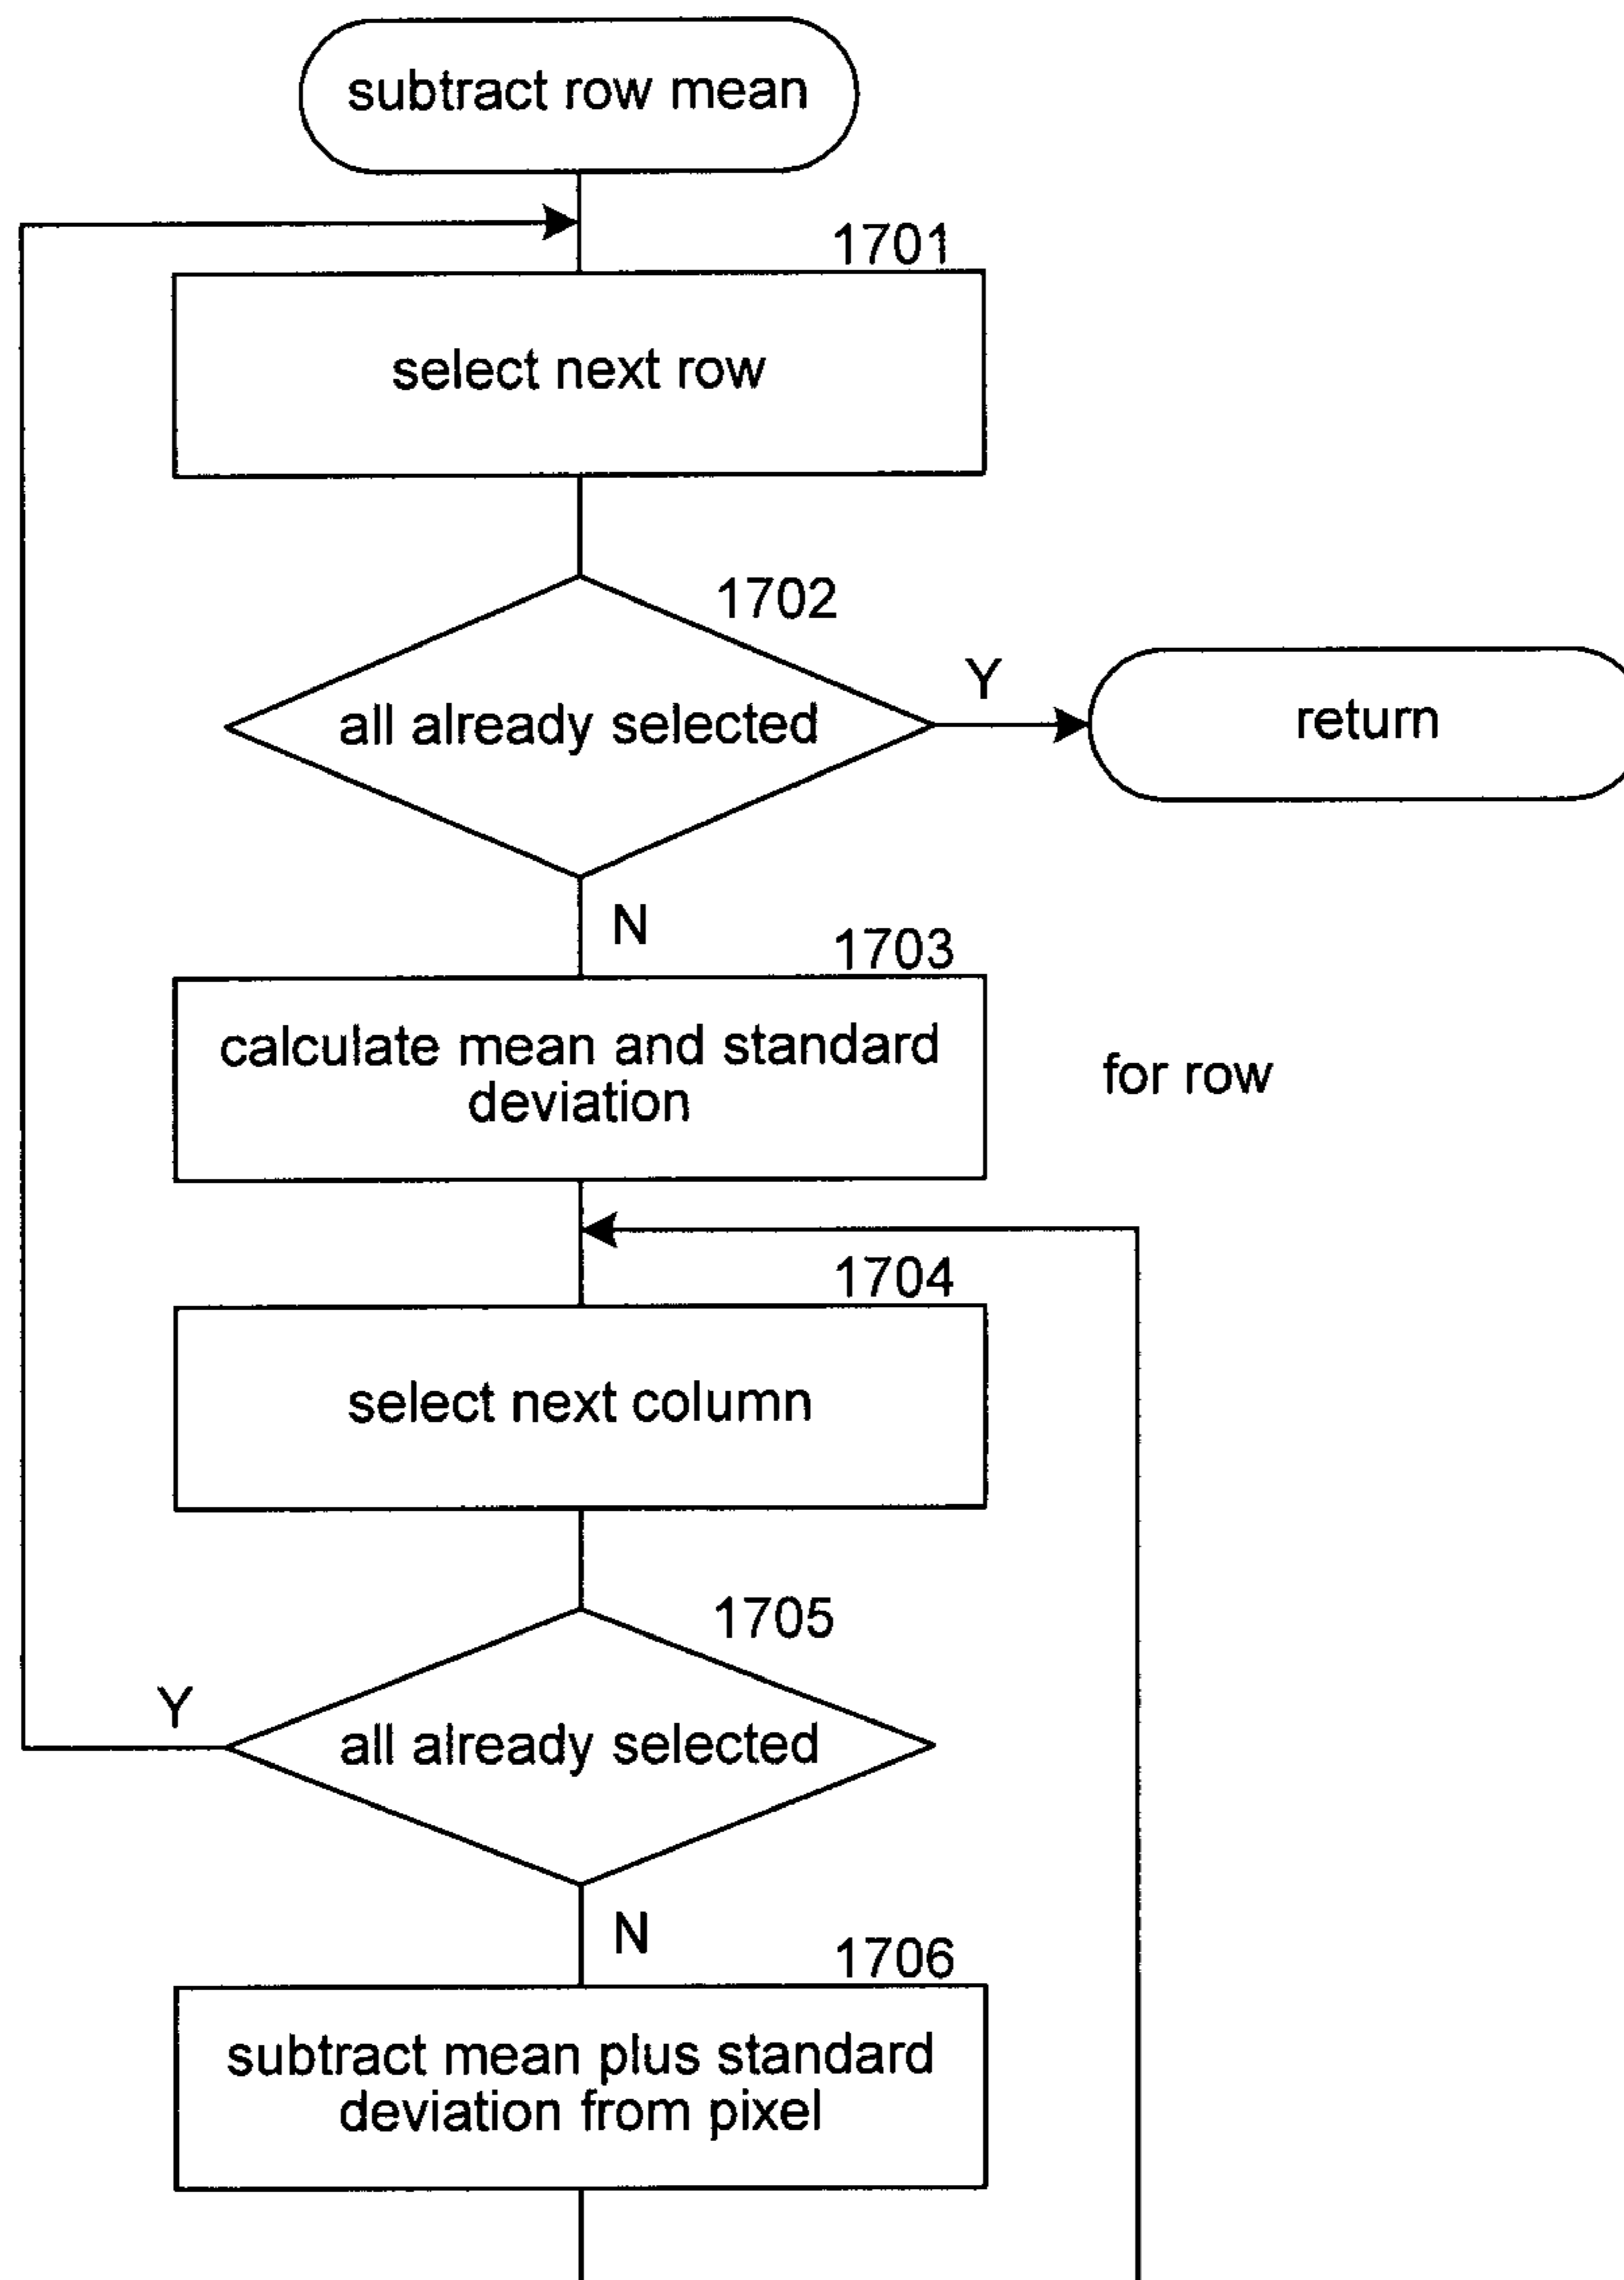 subtract row mean
1701
select next row
1702
all already selected
Y
return
N
1703
calculate mean and standard
deviation
for row
1704
select next column
1705
Y
all already selected
N
1706
subtract mean plus standard
deviation from pixel